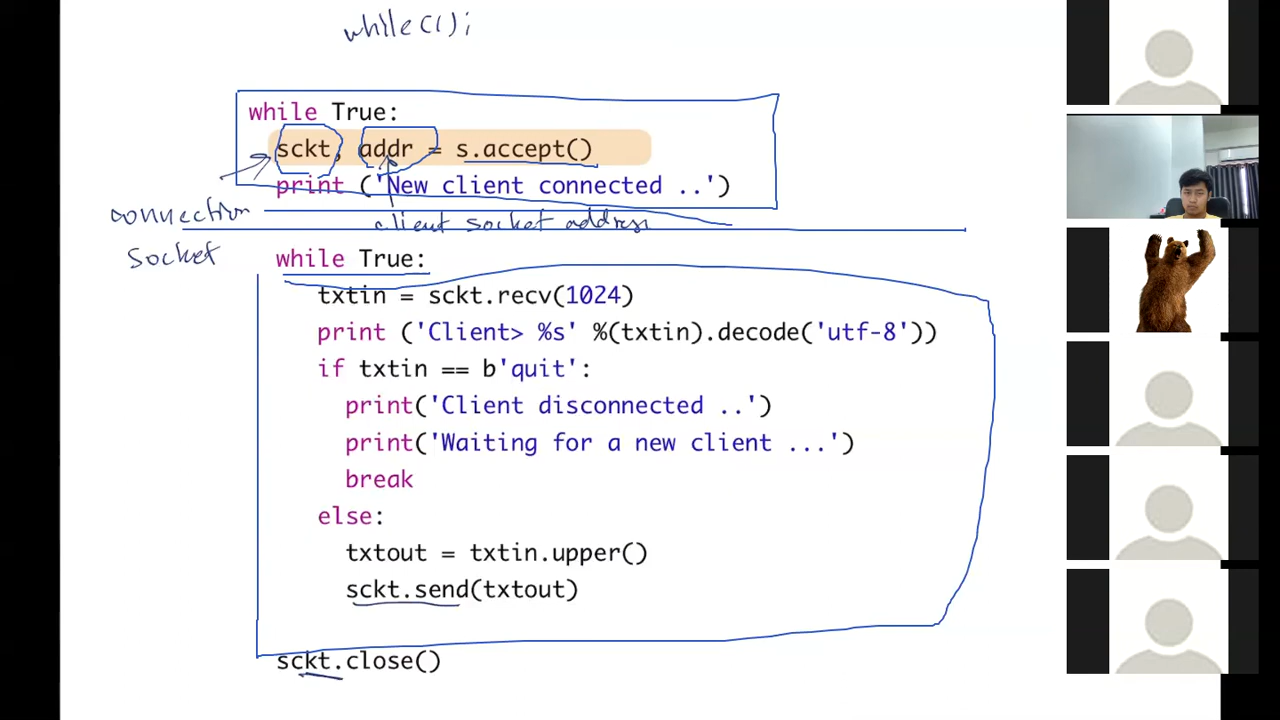 while(1);
while True:
sckt, addr = s.accept()
print ('New client connected ..')
connection
socket
client socket address
while True:
txtin = sckt.recv(1024)
print ('Client> %s' %(txtin).decode('utf-8'))
if txtin == b'quit':
print('Client disconnected ..')
print('Waiting for a new client ...')
break
else:
txtout = txtin.upper()
sckt.send(txtout)
sckt.close()